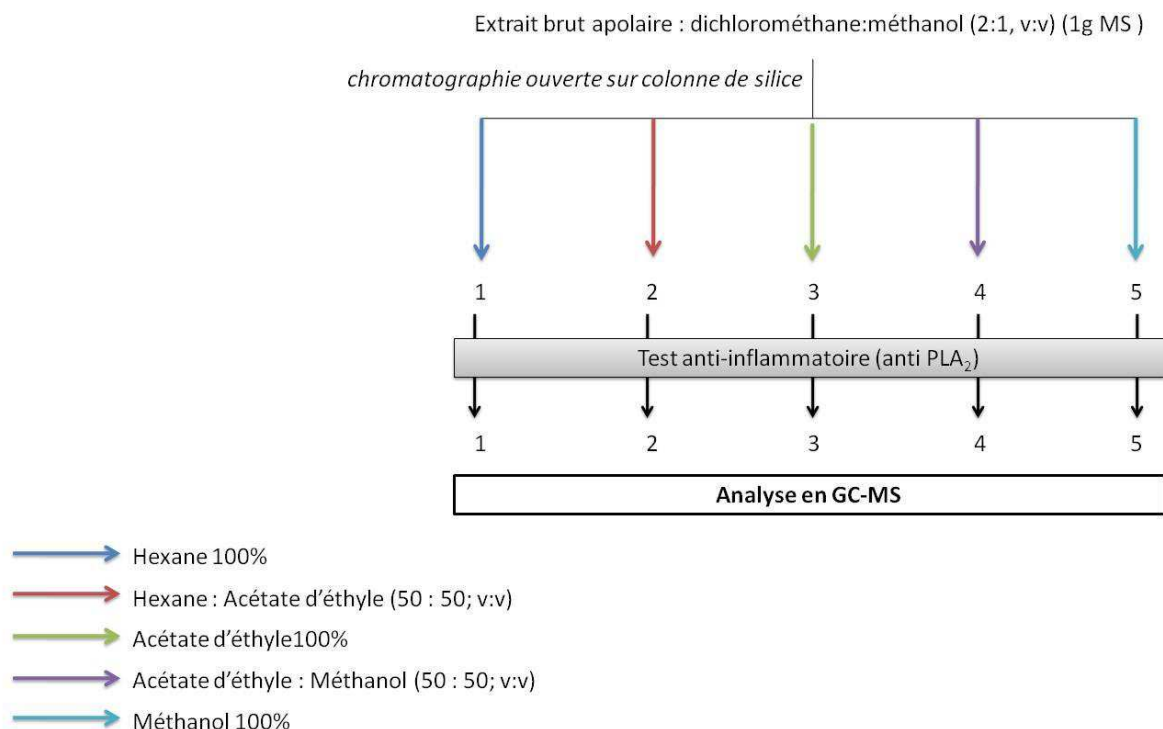 Extrait brut apolaire : dichlorométhane:méthanol (2:1, v:v) (1g MS )
chromatographie ouverte sur colonne de silice
1 2 3 4 5
Test anti-inflammatoire (anti PLA₂)
1 2 3 4 5
Analyse en GC-MS
Hexane 100%
Hexane : Acétate d'éthyle (50 : 50; v:v)
Acétate d'éthyle100%
Acétate d'éthyle : Méthanol (50 : 50; v:v)
Méthanol 100%